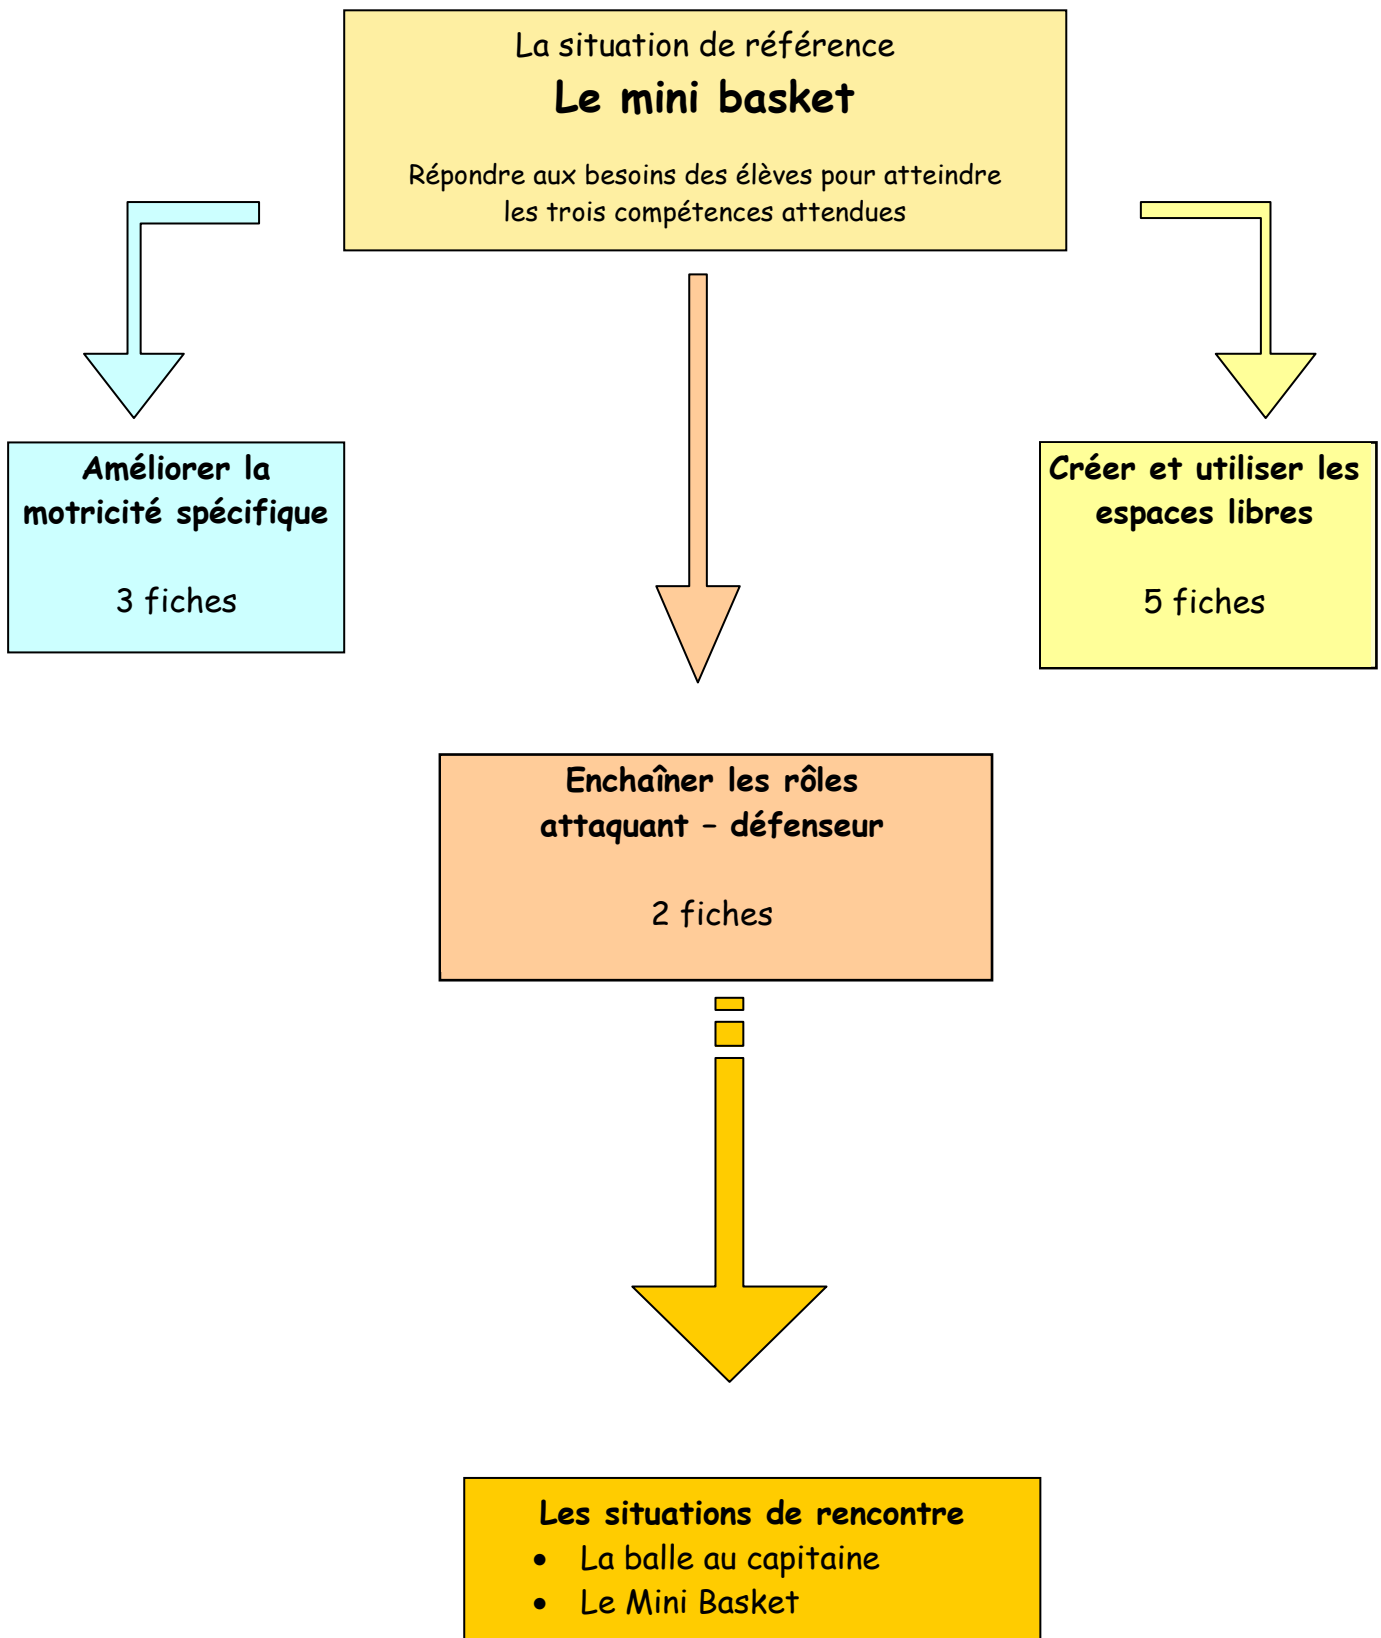 La situation de référence
Le mini basket
Répondre aux besoins des élèves pour atteindre
les trois compétences attendues
Améliorer la
motricité spécifique
3 fiches
Créer et utiliser les
espaces libres
5 fiches
Enchaîner les rôles
attaquant – défenseur
2 fiches
Les situations de rencontre
• La balle au capitaine
• Le Mini Basket